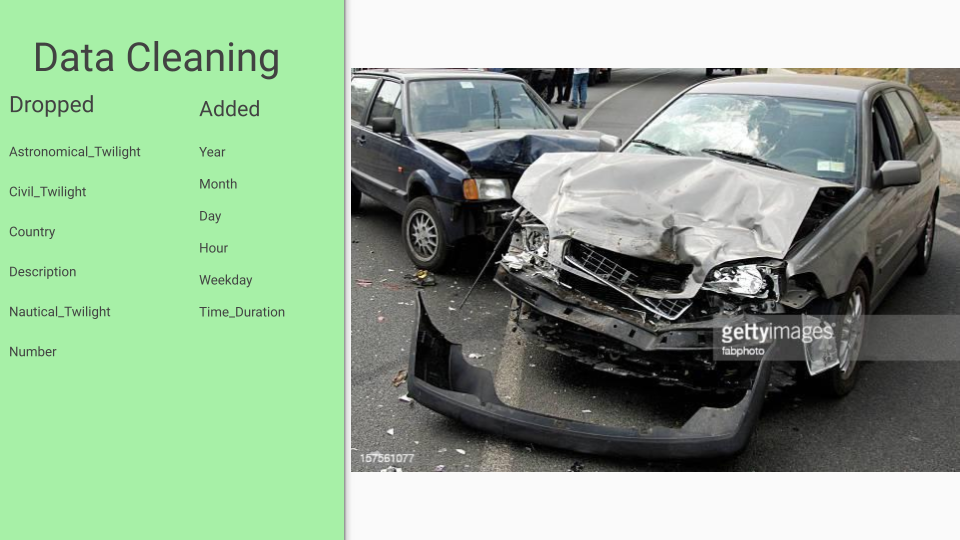 Data Cleaning
Dropped
Astronomical_Twilight
Civil_Twilight
Country
Description
Nautical_Twilight
Number
Added
Year
Month
Day
Hour
Weekday
Time_Duration
gettyimages
fabphoto
157561077